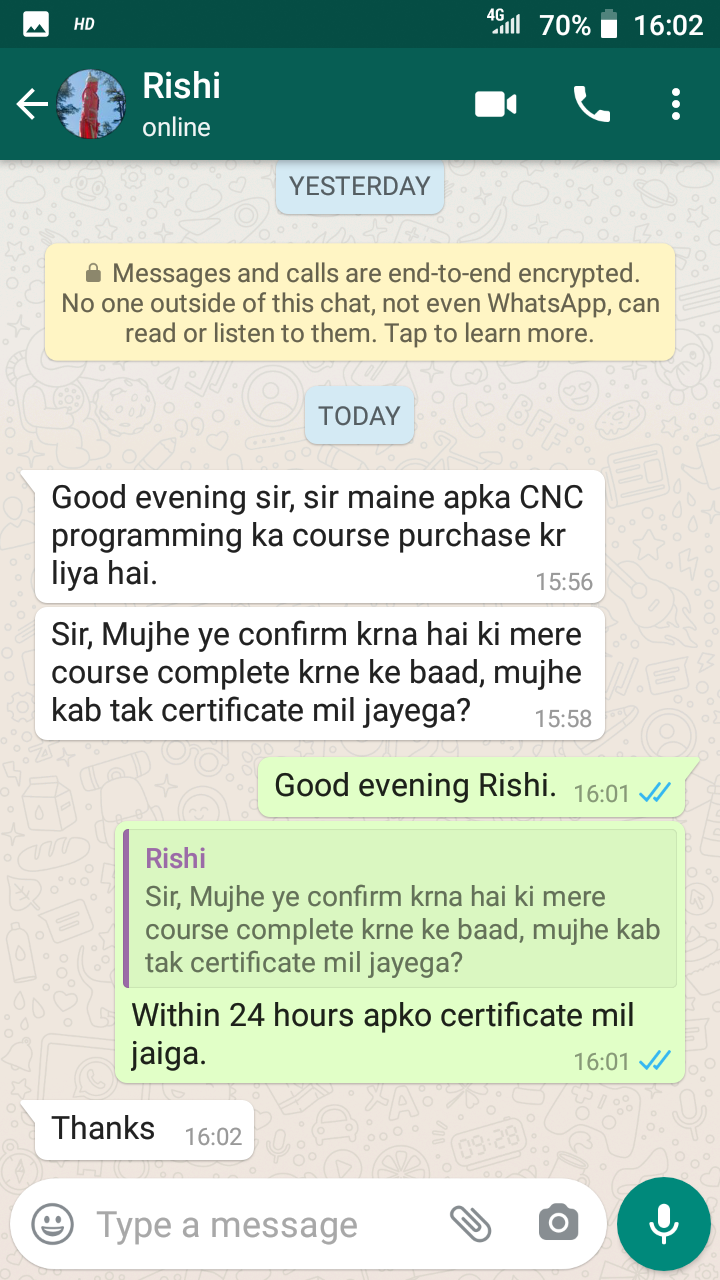 HD 4G 70% 16:02
Rishi
online
YESTERDAY
Messages and calls are end-to-end encrypted.
No one outside of this chat, not even WhatsApp, can
read or listen to them. Tap to learn more.
TODAY
Good evening sir, sir maine apka CNC
programming ka course purchase kr
liya hai.
15:56
Sir, Mujhe ye confirm krna hai ki mere
course complete krne ke baad, mujhe
kab tak certificate mil jayega?
15:58
Good evening Rishi. 16:01
Rishi
Sir, Mujhe ye confirm krna hai ki mere
course complete krne ke baad, mujhe kab
tak certificate mil jayega?
Within 24 hours apko certificate mil
jaiga.
16:01
Thanks 16:02
Type a message